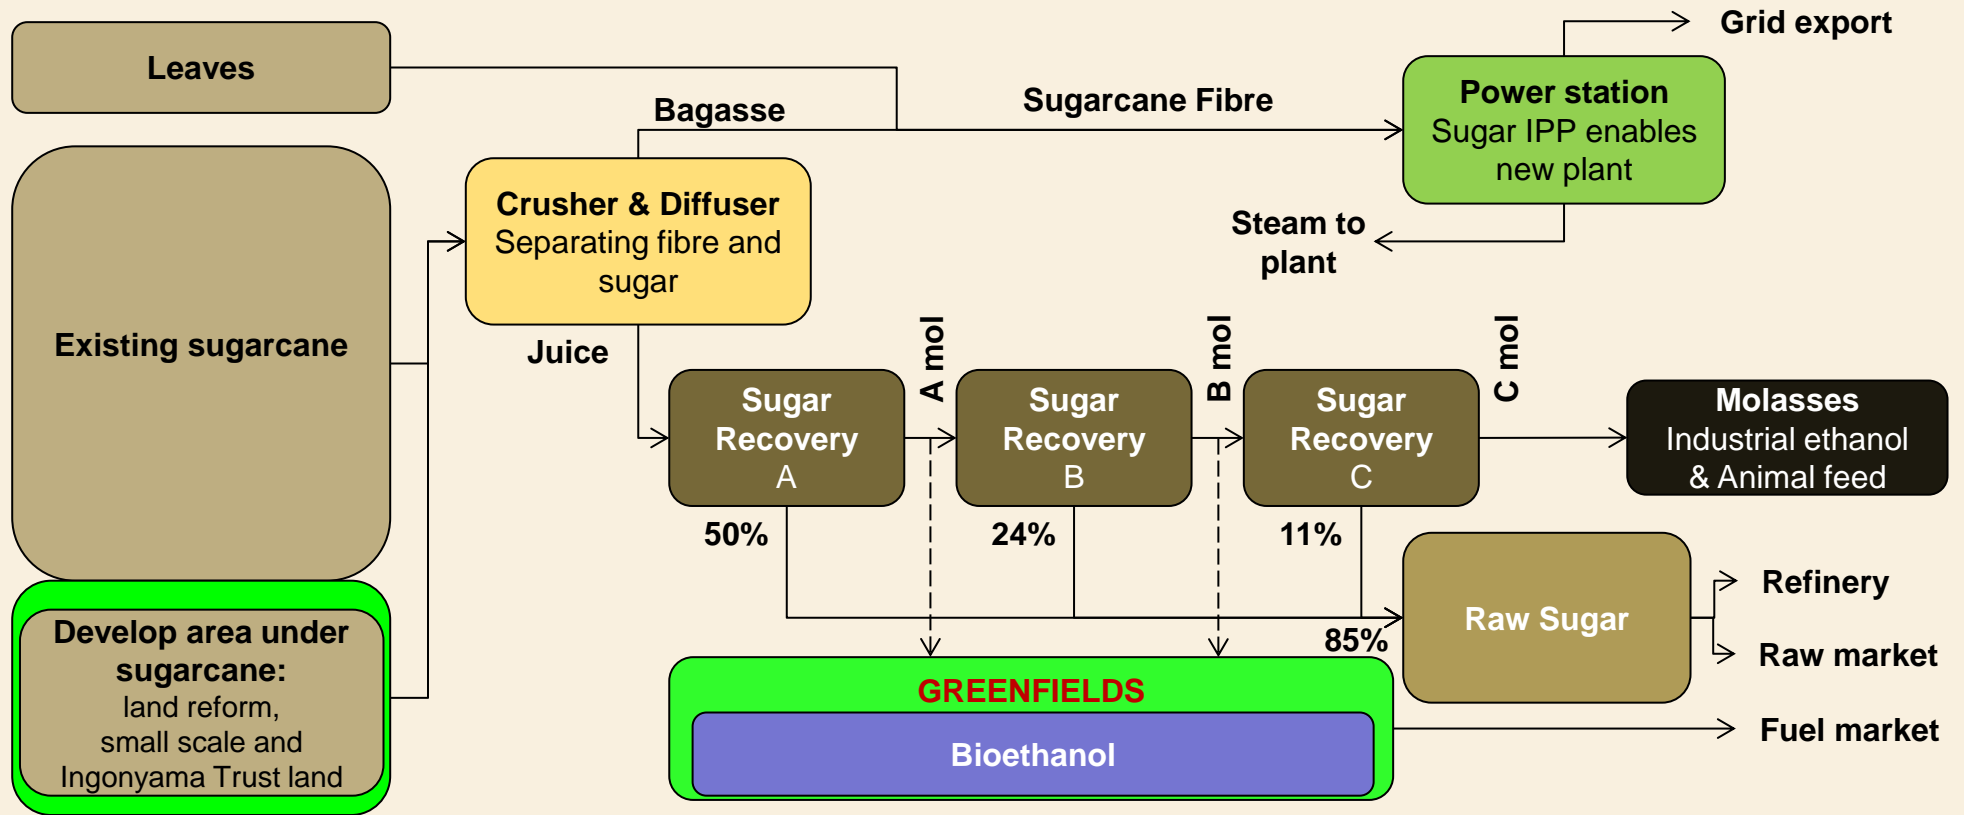 Leaves
Bagasse
Sugarcane Fibre
Power station
Sugar IPP enables
new plant
Grid export
Steam to
plant
Crusher & Diffuser
Separating fibre and
sugar
Existing sugarcane
Juice
Sugar
Recovery
A
A mol
Sugar
Recovery
B
B mol
Sugar
Recovery
C
C mol
Molasses
Industrial ethanol
& Animal feed
50%
24%
11%
85%
Raw Sugar
Refinery
Raw market
Develop area under
sugarcane:
land reform,
small scale and
Ingonyama Trust land
GREENFIELDS
Bioethanol
Fuel market